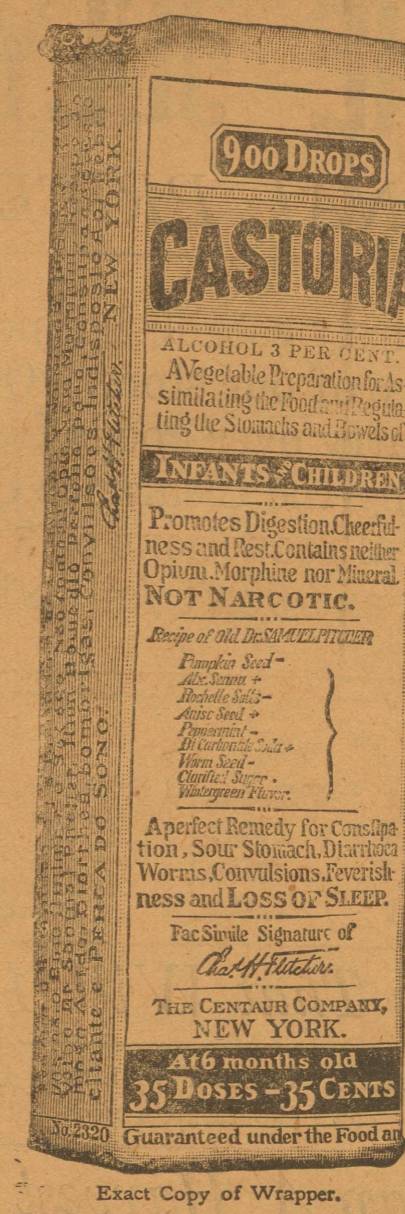 900 DROPS
CASTORIA
ALCOHOL 3 PER CENT.
AVegetable Preparation for As
similating the Food and Regula
ting the Stomachs and Bowels of
INFANTS & CHILDREN
Promotes Digestion.Cheerful-
ness and Rest.Contains neither
Opium.Morphine nor Mineral.
NOT NARCOTIC.
Recipe of Old Dr. SAMUEL PITCHER
Pumpkin Seed -
Alx. Senna +
Rochelle Salts -
Anise Seed +
Peppermint -
Bi Carbonate Soda +
Worm Seed -
Clarified Sugar .
Wintergreen Flavor.
A perfect Remedy for Constipa-
tion, Sour Stomach, Diarrhoea
Worms,Convulsions.Feverish-
ness and LOSS OF SLEEP.
Fac Simile Signature of
Chas. H. Fletcher.
THE CENTAUR COMPANY,
NEW YORK.
At 6 months old
35 DOSES - 35 CENTS
Guaranteed under the Food an
No. 2320
Chas. H. Fletcher. NEW YORK.
citante e PERCA DO SONO.
Exact Copy of Wrapper.